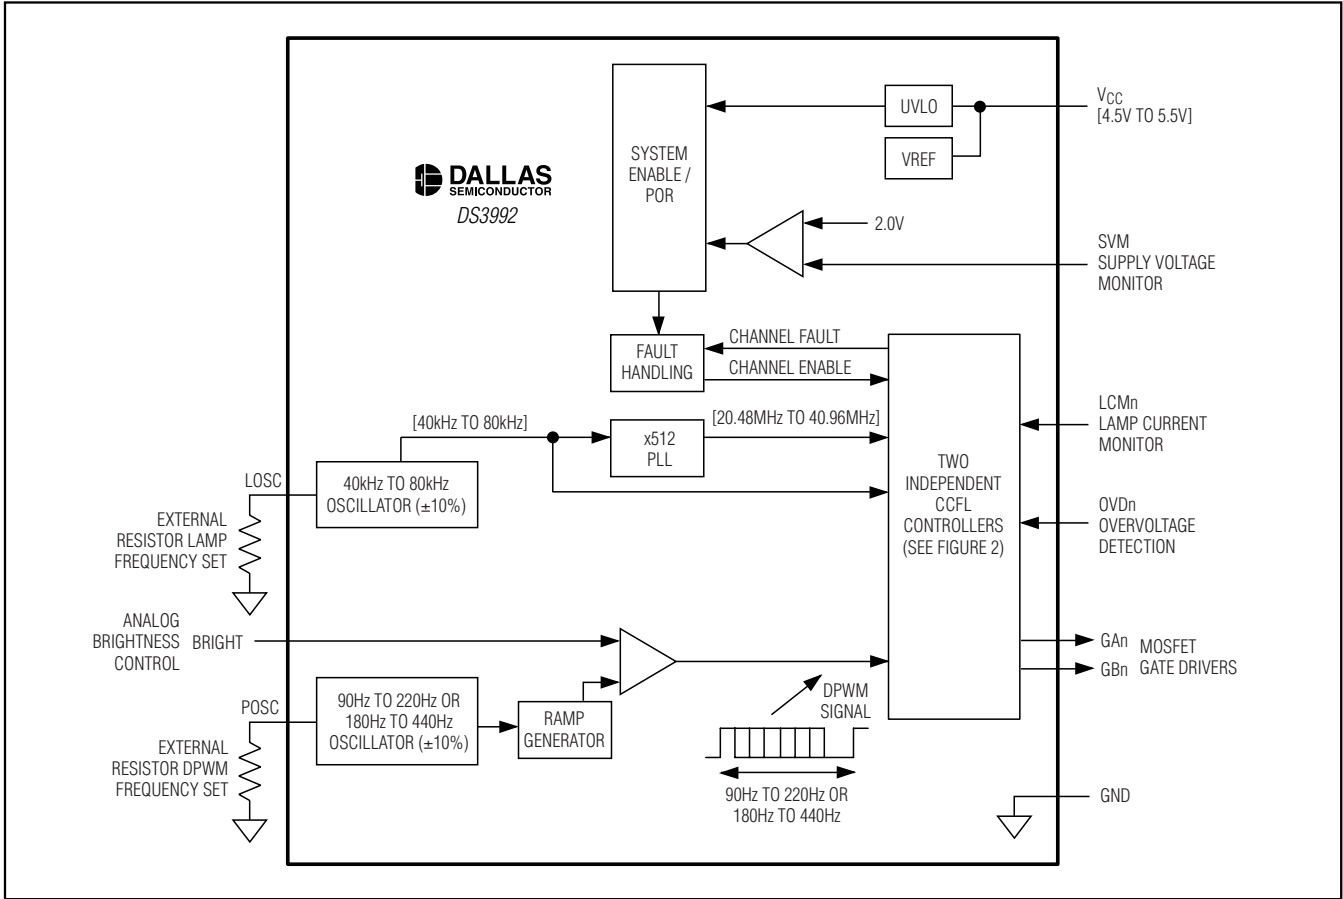 V_CC
[4.5V TO 5.5V]
UVLO
VREF
SYSTEM
ENABLE /
POR
DALLAS
SEMICONDUCTOR
DS3992
2.0V
SVM
SUPPLY VOLTAGE
MONITOR
FAULT
HANDLING
CHANNEL FAULT
CHANNEL ENABLE
[40kHz TO 80kHz]
x512
PLL
[20.48MHz TO 40.96MHz]
LCMn
LAMP CURRENT
MONITOR
LOSC
40kHz TO 80kHz
OSCILLATOR (±10%)
EXTERNAL
RESISTOR LAMP
FREQUENCY SET
TWO
INDEPENDENT
CCFL
CONTROLLERS
(SEE FIGURE 2)
OVDn
OVERVOLTAGE
DETECTION
ANALOG
BRIGHTNESS
CONTROL
BRIGHT
GAn
GBn
MOSFET
GATE DRIVERS
POSC
90Hz TO 220Hz OR
180Hz TO 440Hz
OSCILLATOR (±10%)
RAMP
GENERATOR
DPWM
SIGNAL
EXTERNAL
RESISTOR DPWM
FREQUENCY SET
90Hz TO 220Hz OR
180Hz TO 440Hz
GND